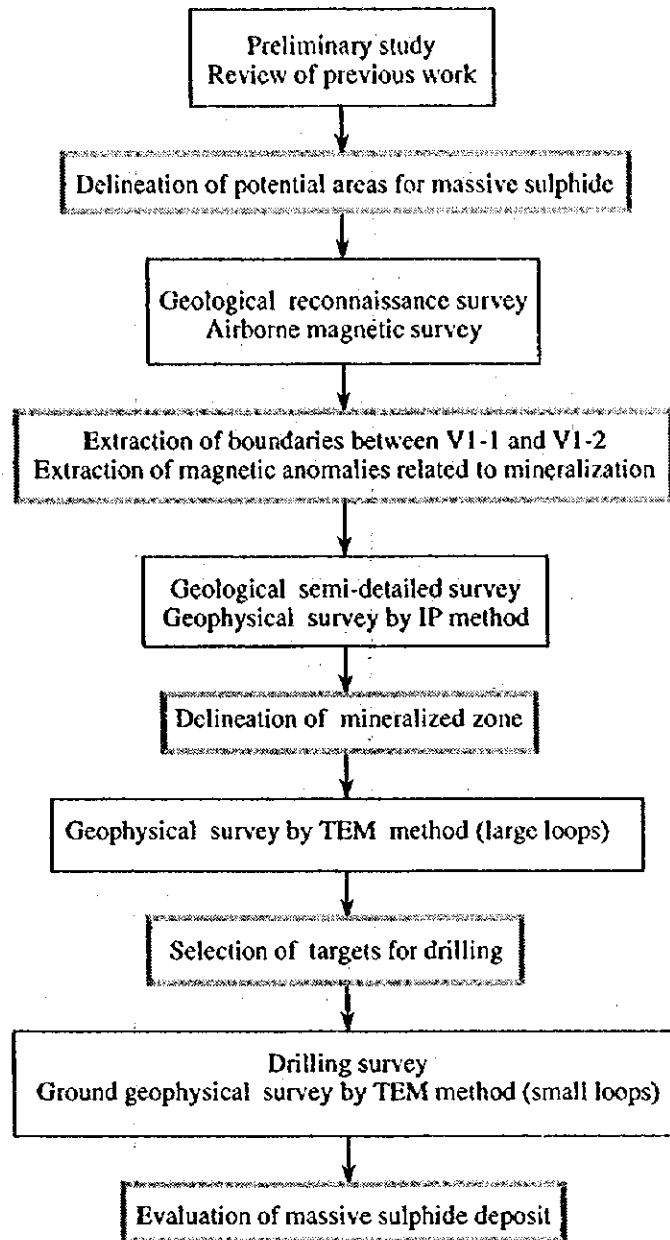 Preliminary study
Review of previous work
Delineation of potential areas for massive sulphide
Geological reconnaissance survey
Airborne magnetic survey
Extraction of boundaries between V1-1 and V1-2
Extraction of magnetic anomalies related to mineralization
Geological semi-detailed survey
Geophysical survey by IP method
Delineation of mineralized zone
Geophysical survey by TEM method (large loops)
Selection of targets for drilling
Drilling survey
Ground geophysical survey by TEM method (small loops)
Evaluation of massive sulphide deposit